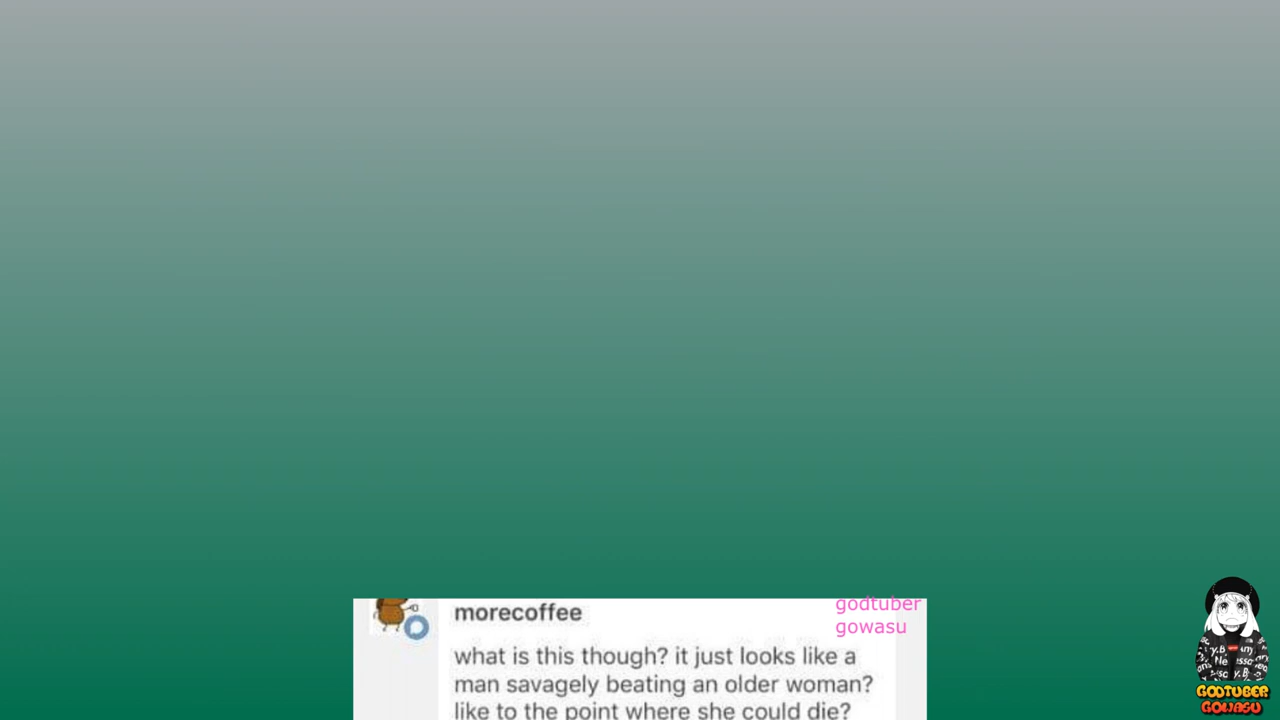 morecoffee
godtuber
gowasu
what is this though? it just looks like a
man savagely beating an older woman?
like to the point where she could die?
GODTUBER
GOWASU